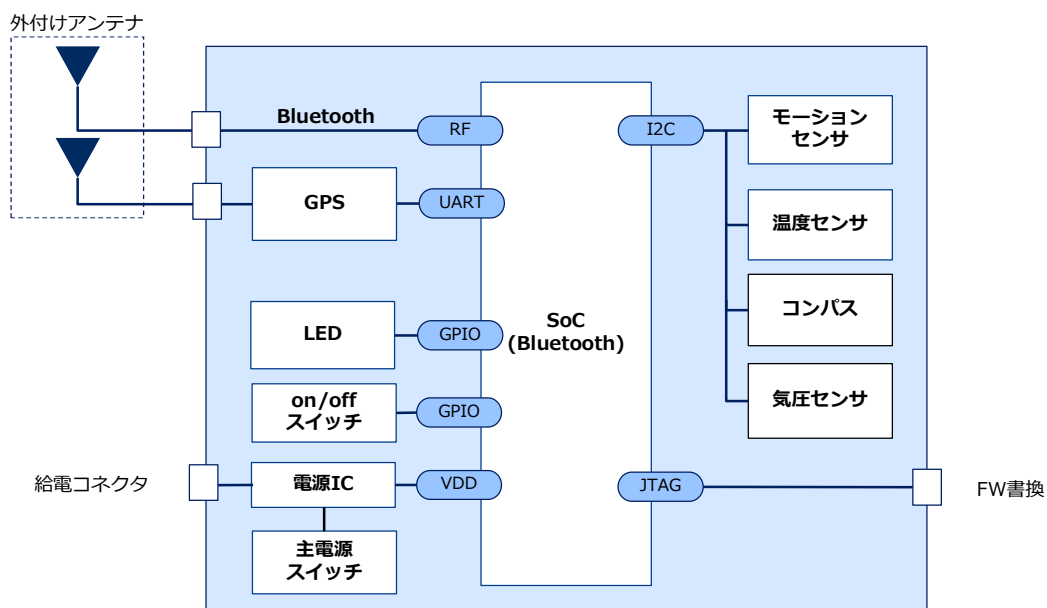 外付けアンテナ
Bluetooth
RF
I2C
モーション
センサ
GPS
UART
温度センサ
コンパス
LED
GPIO
SoC
(Bluetooth)
on/off
スイッチ
GPIO
気圧センサ
給電コネクタ
電源IC
VDD
JTAG
FW書換
主電源
スイッチ